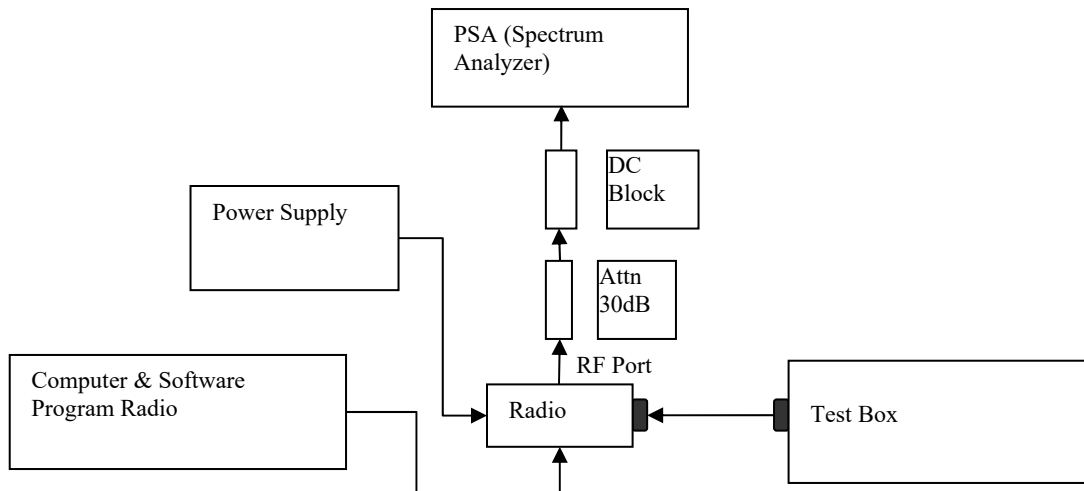 PSA (Spectrum
Analyzer)
DC
Block
Power Supply
Attn
30dB
RF Port
Computer & Software
Program Radio
Radio
Test Box